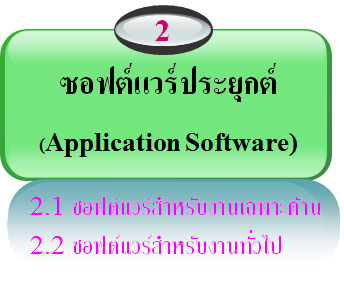 2
ซอฟต์แวร์ประยุกต์
(Application Software)
2.1 ซอฟต์แวร์สำหรับงานเฉพาะด้าน
2.2 ซอฟต์แวร์สำหรับงานทั่วไป